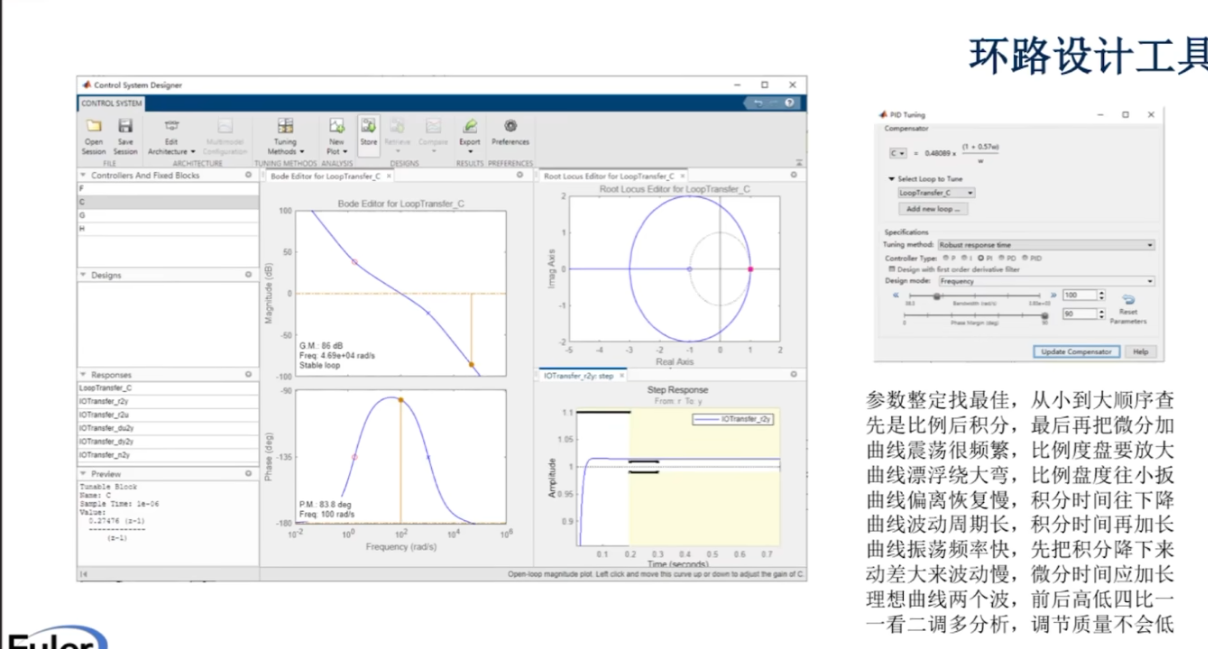 环路设计工具
Control System Designer
CONTROL SYSTEM
Open Session
Save Session
Edit Architecture
Multimodel Configuration
Tuning Methods
New Plot
Store
Retrieve
Compare
Export
Preferences
FILE
ARCHITECTURE
TUNING METHODS
ANALYSIS
DESIGNS
RESULTS
PREFERENCES
Controllers And Fixed Blocks
F
C
G
H
Designs
Responses
LoopTransfer_C
IOTransfer_r2y
IOTransfer_r2u
IOTransfer_du2y
IOTransfer_dy2y
IOTransfer_n2y
Preview
Tunable Block
Name: C
Sample Time: 1e-06
Value:
0.27476 (z-1)
-------------
(z-1)
Bode Editor for LoopTransfer_C
Bode Editor for LoopTransfer_C
100
50
0
-50
-100
Magnitude (dB)
G.M.: 86 dB
Freq: 4.69e+04 rad/s
Stable loop
-90
-135
-180
Phase (deg)
P.M.: 83.8 deg
Freq: 100 rad/s
10-2
100
102
104
106
Frequency (rad/s)
Root Locus Editor for LoopTransfer_C
Root Locus Editor for LoopTransfer_C
2
1
0
-1
-2
Imag Axis
-5 -4 -3 -2 -1 0 1 2
Real Axis
IOTransfer_r2y: step
Step Response
From: r To: y
IOTransfer_r2y
1.1
1.05
1
0.95
0.9
Amplitude
0.1 0.2 0.3 0.4 0.5 0.6 0.7
Time (seconds)
Open-loop magnitude plot. Left click and move this curve up or down to adjust the gain of C.
PID Tuning
Compensator
C = 0.48089 x (1 + 0.57w)
w
Select Loop to Tune
LoopTransfer_C
Add new loop ...
Specifications
Tuning method: Robust response time
Controller Type: P I PI PD PID
Design with first order derivative filter
Design mode: Frequency
Bandwidth (rad/s)
100
0
Phase Margin (deg)
90
90
Reset Parameters
Update Compensator
Help
参数整定找最佳，从小到大顺序查
先是比例后积分，最后再把微分加
曲线震荡很频繁，比例度盘要放大
曲线漂浮绕大弯，比例盘度往小扳
曲线偏离恢复慢，积分时间往下降
曲线波动周期长，积分时间再加长
曲线振荡频率快，先把积分降下来
动差大来波动慢，微分时间应加长
理想曲线两个波，前后高低四比一
一看二调多分析，调节质量不会低
Euler